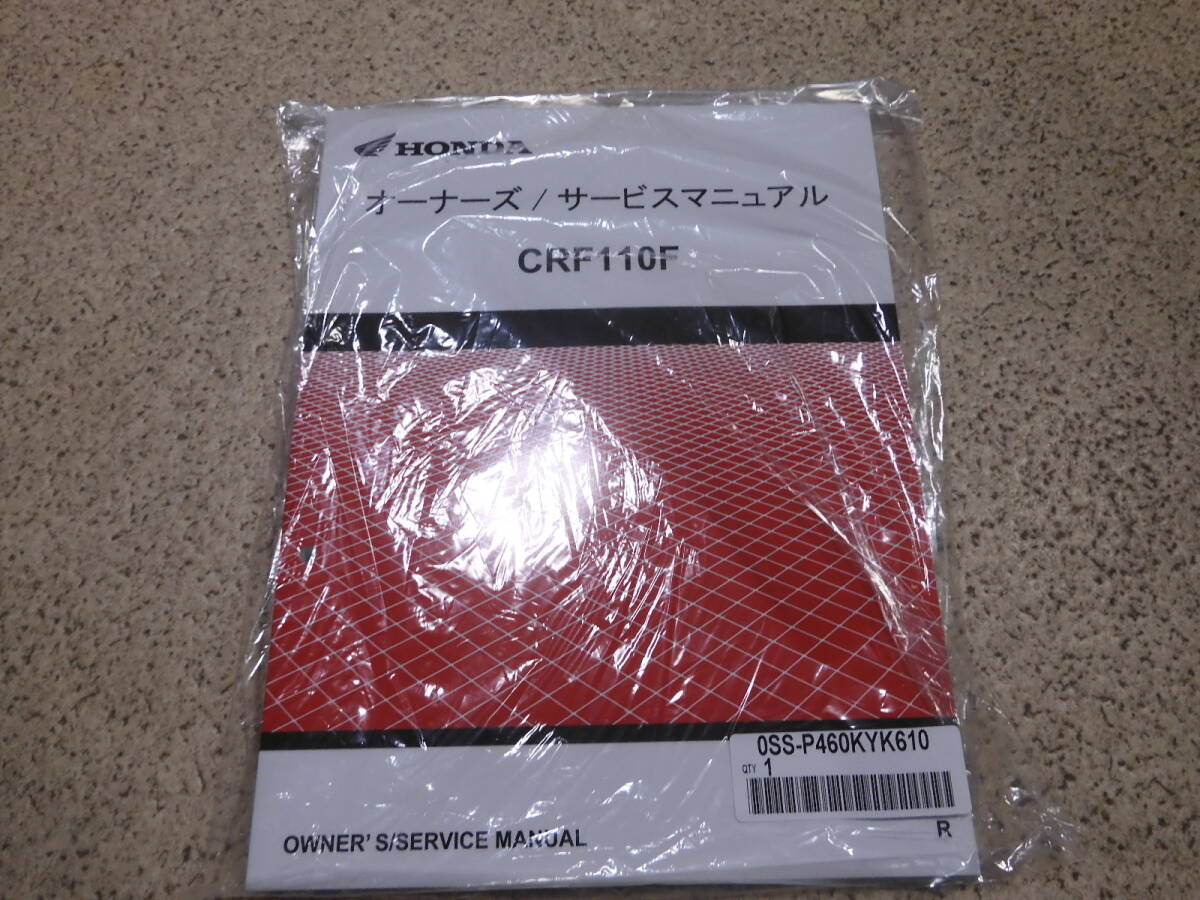 HONDA
オーナーズ / サービスマニュアル
CRF110F
0SS-P460KYK610
QTY 1
R
OWNER'S/SERVICE MANUAL